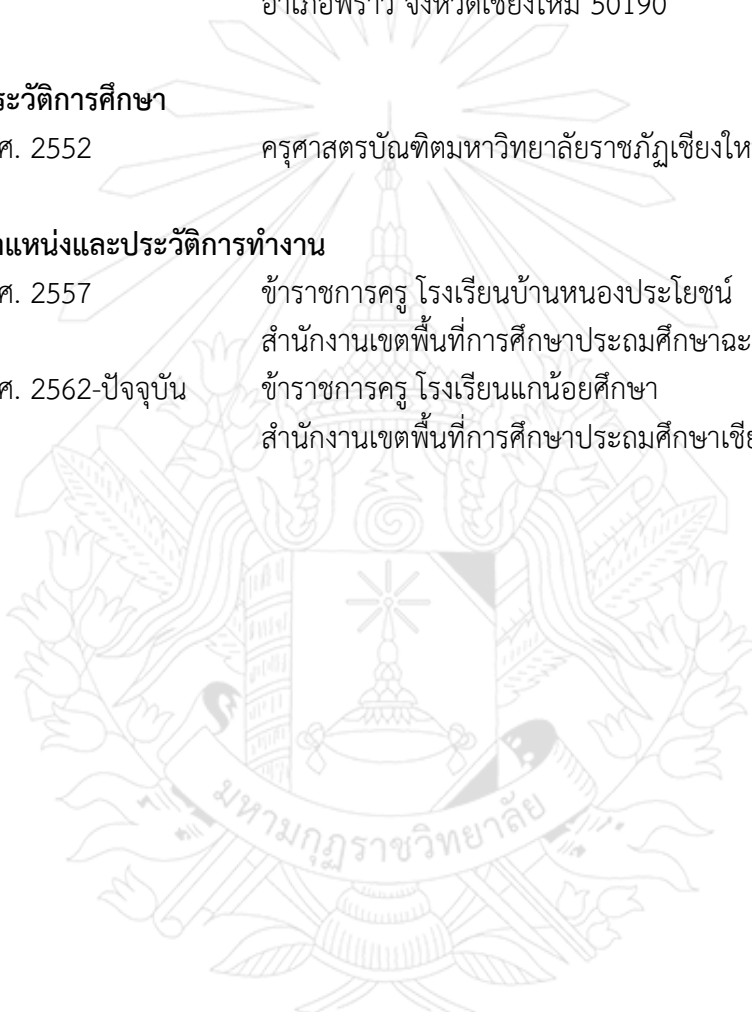 อำเภอพร้าว จังหวัดเชียงใหม่ 50190
ระวัติการศึกษา
ศ. 2552 ครุศาสตรบัณฑิตมหาวิทยาลัยราชภัฏเชียงให
าแหน่งและประวัติการทำงาน
ศ. 2557 ข้าราชการครู โรงเรียนบ้านหนองประโยชน์
สำนักงานเขตพื้นที่การศึกษาประถมศึกษาฉะ
ศ. 2562-ปัจจุบัน ข้าราชการครู โรงเรียนแกน้อยศึกษา
สำนักงานเขตพื้นที่การศึกษาประถมศึกษาเชีย
มหามกุฏราชวิทยาลัย